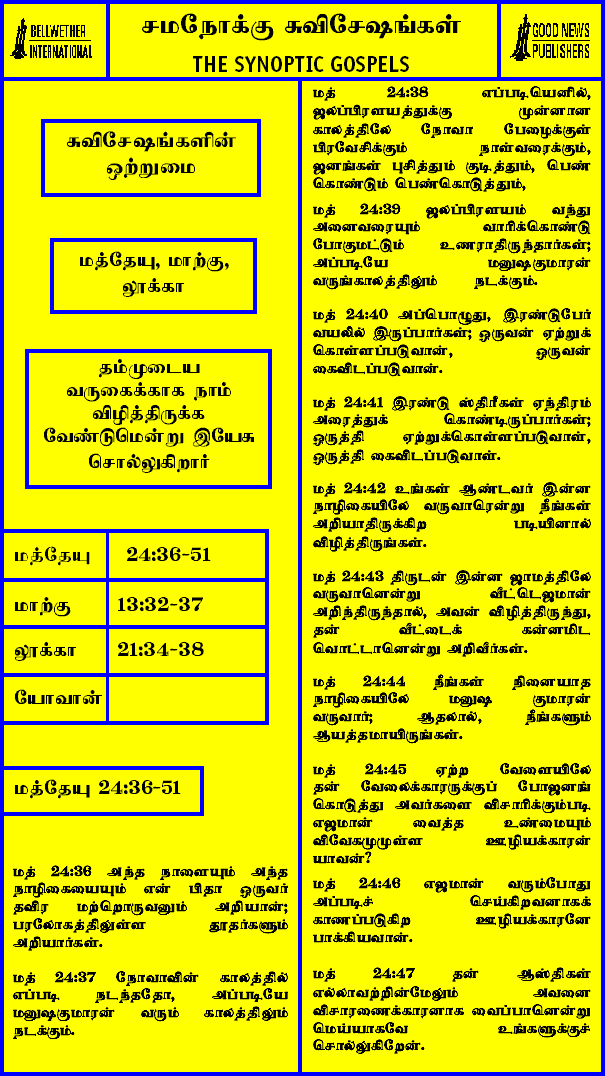 BELLWETHER
INTERNATIONAL
சமநோக்கு சுவிசேஷங்கள்
THE SYNOPTIC GOSPELS
GOOD NEWS
PUBLISHERS
சுவிசேஷங்களின்
ஒற்றுமை
மத்தேயு, மாற்கு,
லூக்கா
தம்முடைய
வருகைக்காக நாம்
விழித்திருக்க
வேண்டுமென்று இயேசு
சொல்லுகிறார்
மத்தேயு 24:36-51
மாற்கு 13:32-37
லூக்கா 21:34-38
யோவான்
மத்தேயு 24:36-51
மத் 24:36 அந்த நாளையும் அந்த
நாழிகையையும் என் பிதா ஒருவர்
தவிர மற்றொருவனும் அறியான்;
பரலோகத்திலுள்ள தூதர்களும்
அறியார்கள்.
மத் 24:37 நோவாவின் காலத்தில்
எப்படி நடந்ததோ, அப்படியே
மனுஷகுமாரன் வரும் காலத்திலும்
நடக்கும்.
மத் 24:38 எப்படியெனில்,
ஜலப்பிரளயத்துக்கு முன்னான
காலத்திலே நோவா பேழைக்குள்
பிரவேசிக்கும் நாள்வரைக்கும்,
ஜனங்கள் புசித்தும் குடித்தும், பெண்
கொண்டும் பெண்கொடுத்தும்,
மத் 24:39 ஜலப்பிரளயம் வந்து
அனைவரையும் வாரிக்கொண்டு
போகுமட்டும் உணராதிருந்தார்கள்;
அப்படியே மனுஷகுமாரன்
வருங்காலத்திலும் நடக்கும்.
மத் 24:40 அப்பொழுது, இரண்டுபேர்
வயலில் இருப்பார்கள்; ஒருவன் ஏற்றுக்
கொள்ளப்படுவான், ஒருவன்
கைவிடப்படுவான்.
மத் 24:41 இரண்டு ஸ்திரீகள் ஏந்திரம்
அரைத்துக் கொண்டிருப்பார்கள்;
ஒருத்தி ஏற்றுக்கொள்ளப்படுவாள்,
ஒருத்தி கைவிடப்படுவாள்.
மத் 24:42 உங்கள் ஆண்டவர் இன்ன
நாழிகையிலே வருவாரென்று நீங்கள்
அறியாதிருக்கிற படியினால்
விழித்திருங்கள்.
மத் 24:43 திருடன் இன்ன ஜாமத்திலே
வருவானென்று வீட்டெஜமான்
அறிந்திருந்தால், அவன் விழித்திருந்து,
தன் வீட்டைக் கன்னமிட
வொட்டானென்று அறிவீர்கள்.
மத் 24:44 நீங்கள் நினையாத
நாழிகையிலே மனுஷ குமாரன்
வருவார்; ஆதலால், நீங்களும்
ஆயத்தமாயிருங்கள்.
மத் 24:45 ஏற்ற வேளையிலே
தன் வேலைக்காரருக்குப் போஜனங்
கொடுத்து அவர்களை விசாரிக்கும்படி
எஜமான் வைத்த உண்மையும்
விவேகமுமுள்ள ஊழியக்காரன்
யாவன்?
மத் 24:46 எஜமான் வரும்போது
அப்படிச் செய்கிறவனாகக்
காணப்படுகிற ஊழியக்காரனே
பாக்கியவான்.
மத் 24:47 தன் ஆஸ்திகள்
எல்லாவற்றின்மேலும் அவனை
விசாரணைக்காரனாக வைப்பானென்று
மெய்யாகவே உங்களுக்குச்
சொல்லுகிறேன்.